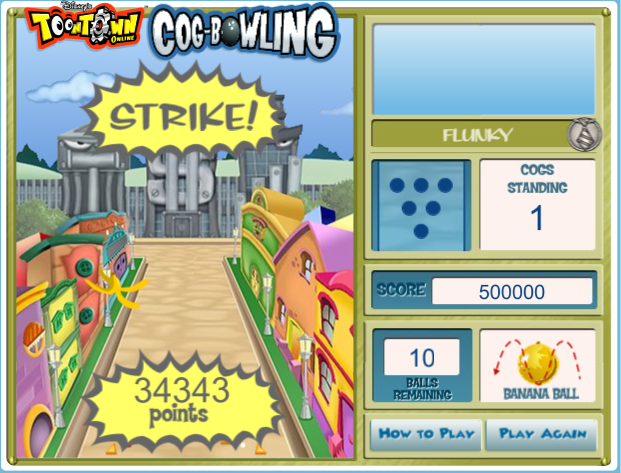 Disney's
TOONTOWN
ONLINE
COG-BOWLING
STRIKE!
34343
points
FLUNKY
COGS
STANDING
1
SCORE 500000
10
BALLS
REMAINING
BANANA BALL
HOW TO PLAY
PLAY AGAIN